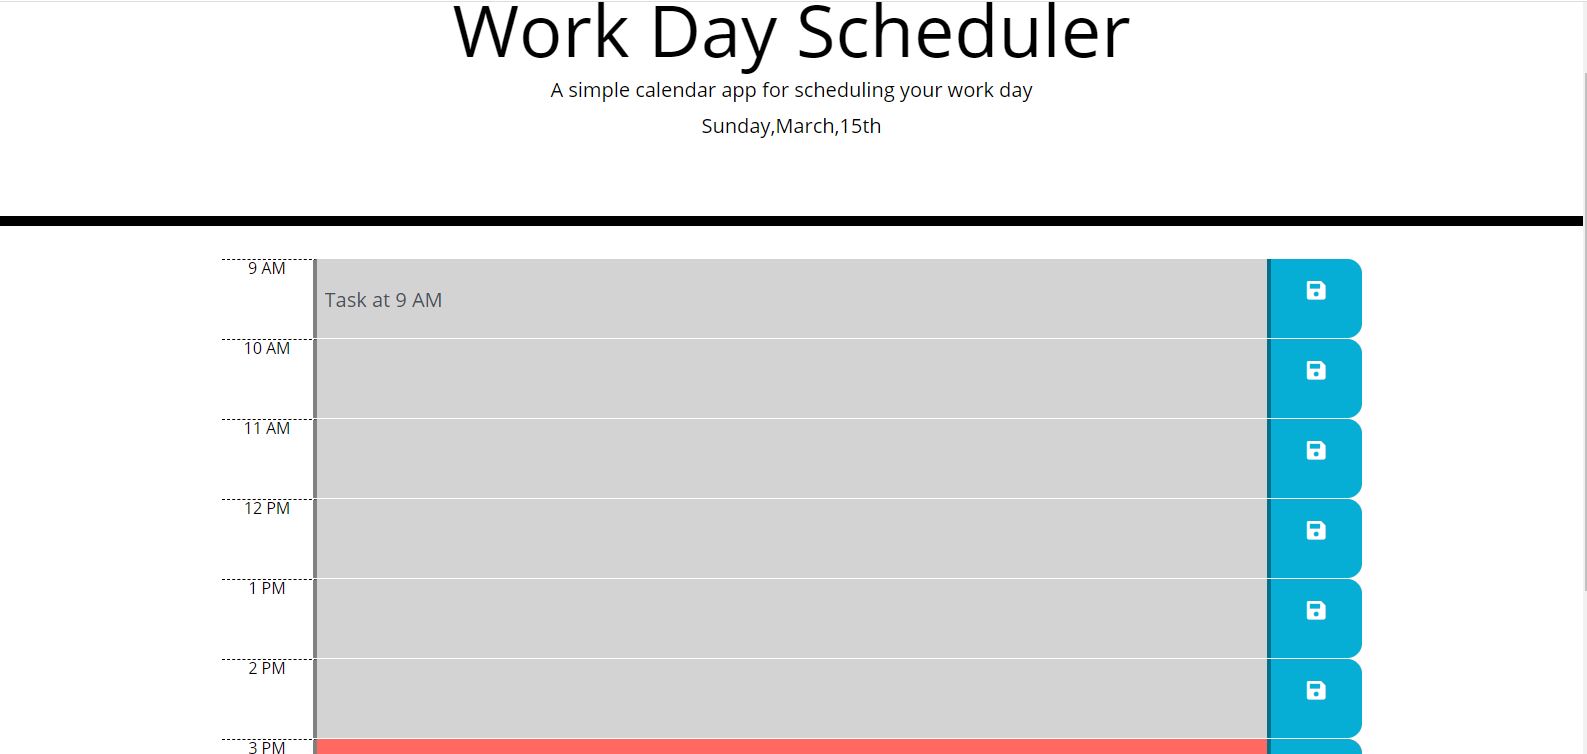 Work Day Scheduler
A simple calendar app for scheduling your work day
Sunday,March,15th
9 AM
Task at 9 AM
10 AM
11 AM
12 PM
1 PM
2 PM
3 PM